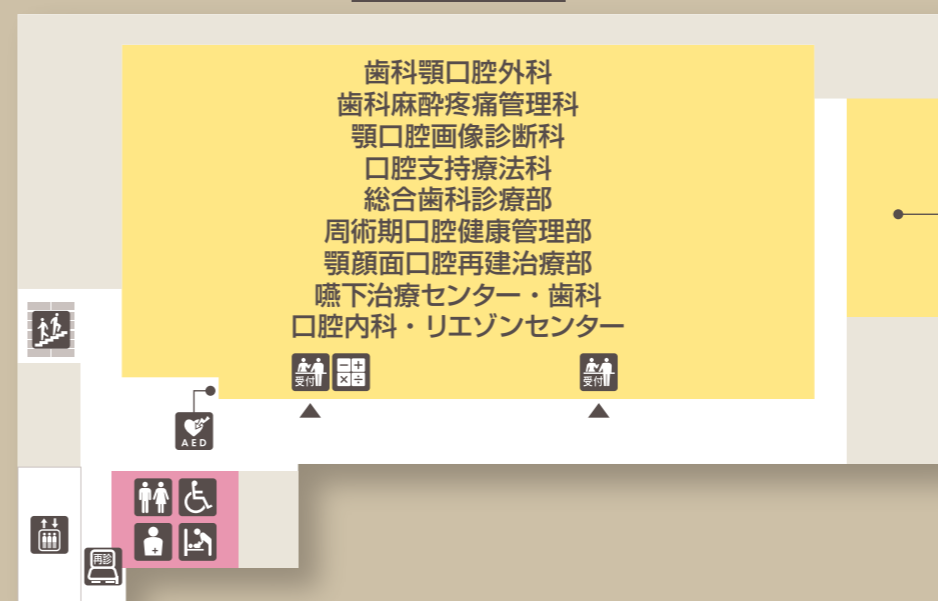 歯科顎口腔外科
歯科麻酔疼痛管理科
顎口腔画像診断科
口腔支持療法科
総合歯科診療部
周術期口腔健康管理部
顎顔面口腔再建治療部
嚥下治療センター・歯科
口腔内科・リエゾンセンター
受付
受付
AED
再診